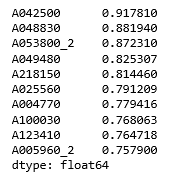 A042500 0.917810
A048830 0.881940
A053800_2 0.872310
A049480 0.825307
A218150 0.814460
A025560 0.791209
A004770 0.779416
A100030 0.768063
A123410 0.764718
A005960_2 0.757900
dtype: float64